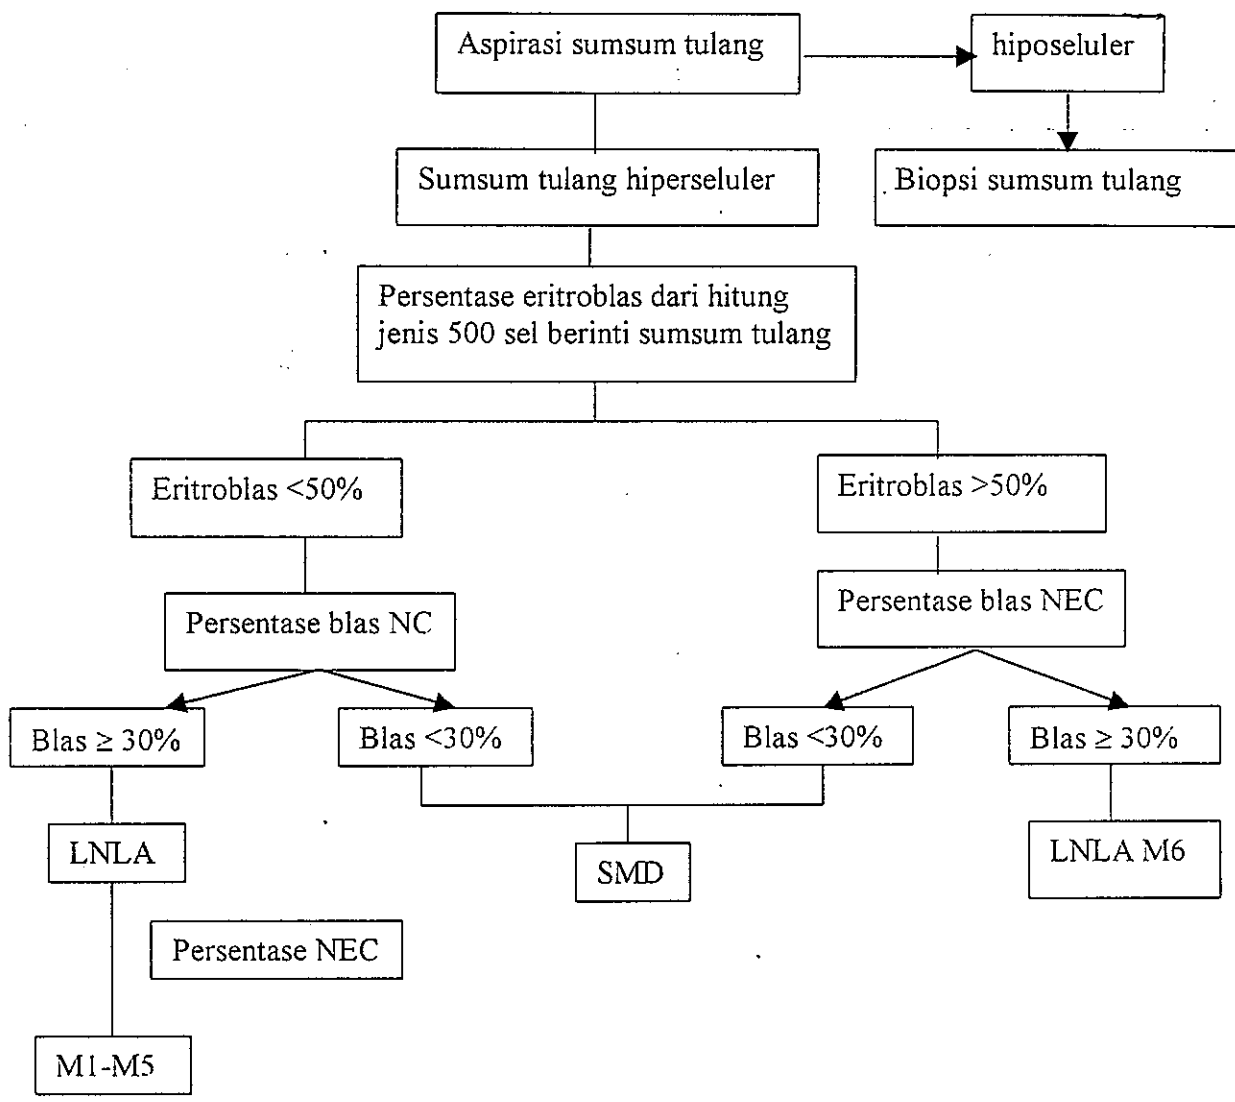 Aspirasi sumsum tulang
hiposeluler
Sumsum tulang hiperseluler
Biopsi sumsum tulang
Persentase eritroblas dari hitung
jenis 500 sel berinti sumsum tulang
Eritroblas <50%
Eritroblas >50%
Persentase blas NC
Persentase blas NEC
Blas ≥ 30%
Blas <30%
Blas <30%
Blas ≥ 30%
LNLA
SMD
LNLA M6
Persentase NEC
M1-M5